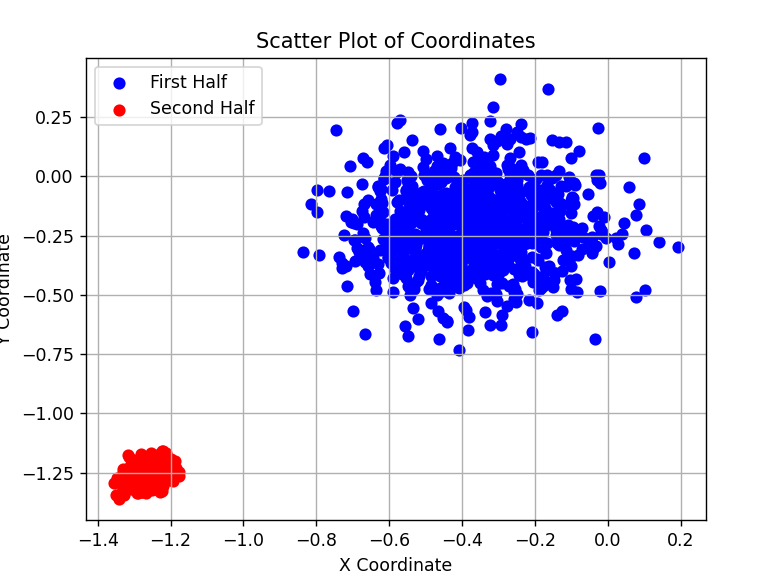 Scatter Plot of Coordinates
First Half
Second Half
0.25
0.00
−0.25
−0.50
−0.75
−1.00
−1.25
Y Coordinate
−1.4 −1.2 −1.0 −0.8 −0.6 −0.4 −0.2 0.0 0.2
X Coordinate